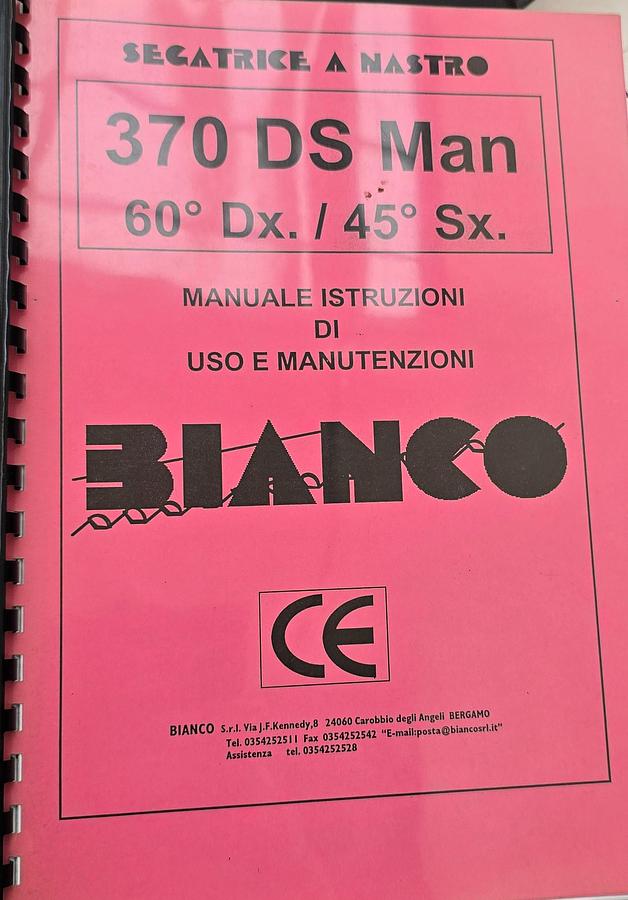 SEGATRICE A NASTRO
370 DS Man
60° Dx. / 45° Sx.
MANUALE ISTRUZIONI
DI
USO E MANUTENZIONI
BIANCO
CE
BIANCO S.r.l. Via J.F.Kennedy,8 24060 Carobbio degli Angeli BERGAMO
Tel. 0354252511 Fax 0354252542 “E-mail:posta@biancosrl.it”
Assistenza tel. 0354252528